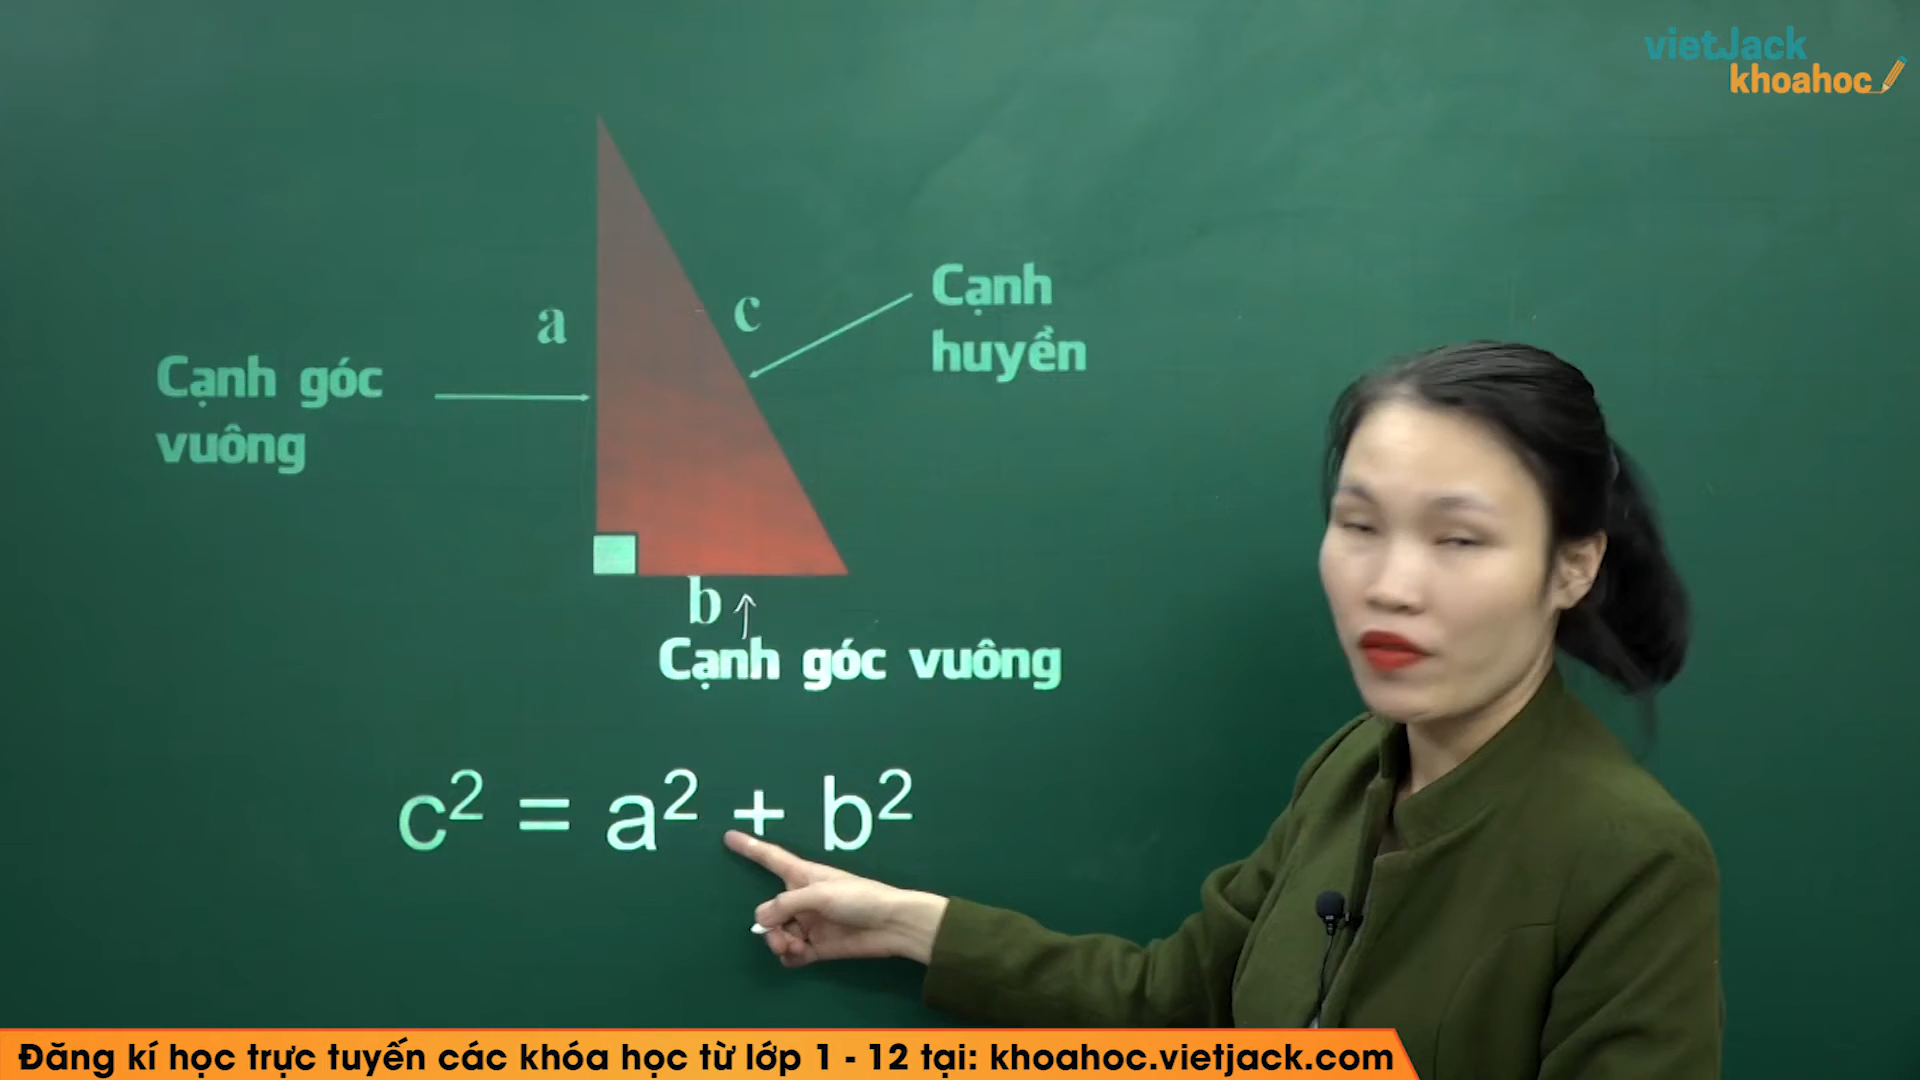 vietJack
khoahoc
a
c
Cạnh
huyền
Cạnh góc
vuông
b
Cạnh góc vuông
c² = a² + b²
Đăng kí học trực tuyến các khóa học từ lớp 1 - 12 tại: khoahoc.vietjack.com